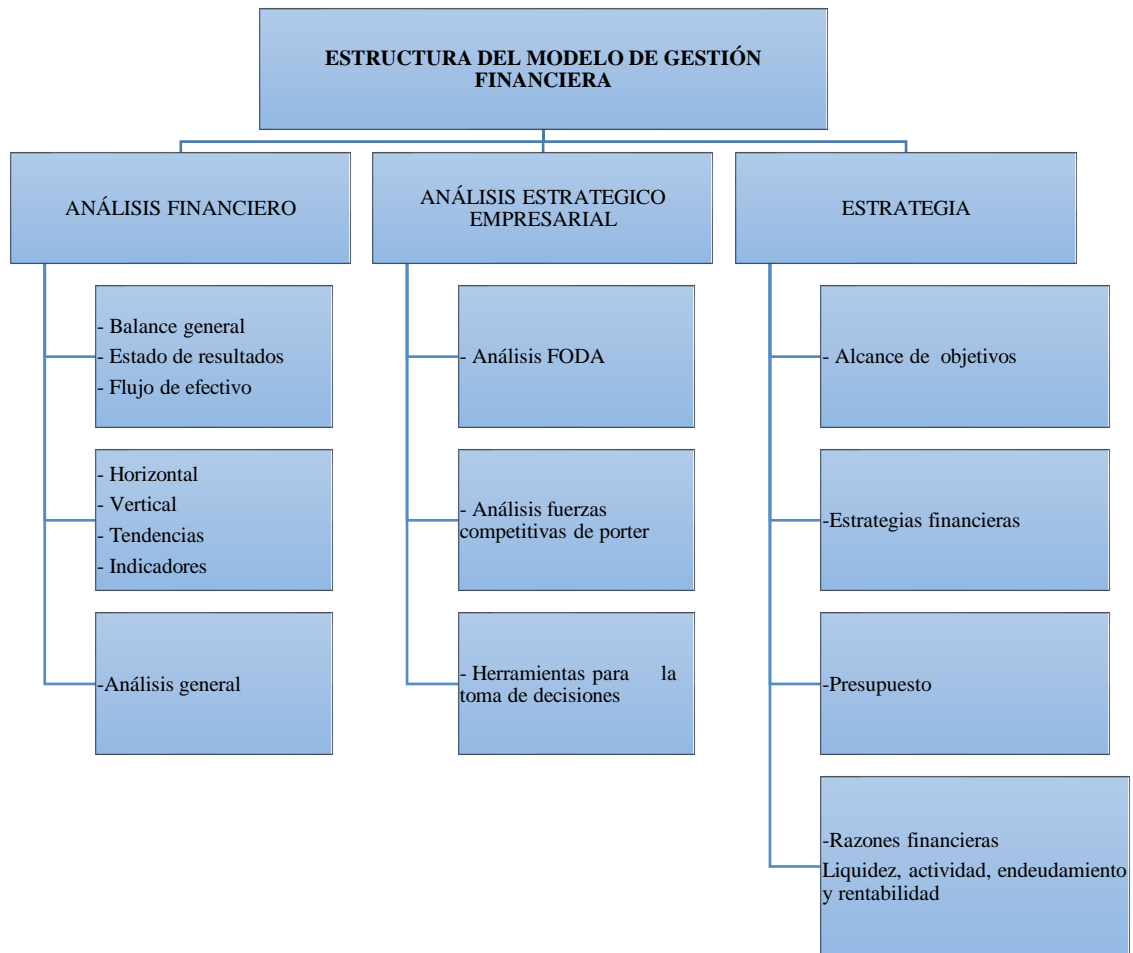 ESTRUCTURA DEL MODELO DE GESTIÓN
FINANCIERA
ANÁLISIS FINANCIERO
- Balance general
- Estado de resultados
- Flujo de efectivo
- Horizontal
- Vertical
- Tendencias
- Indicadores
-Análisis general
ANÁLISIS ESTRATEGICO
EMPRESARIAL
- Análisis FODA
- Análisis fuerzas
competitivas de porter
- Herramientas para la
toma de decisiones
ESTRATEGIA
- Alcance de objetivos
-Estrategias financieras
-Presupuesto
-Razones financieras
Liquidez, actividad, endeudamiento
y rentabilidad